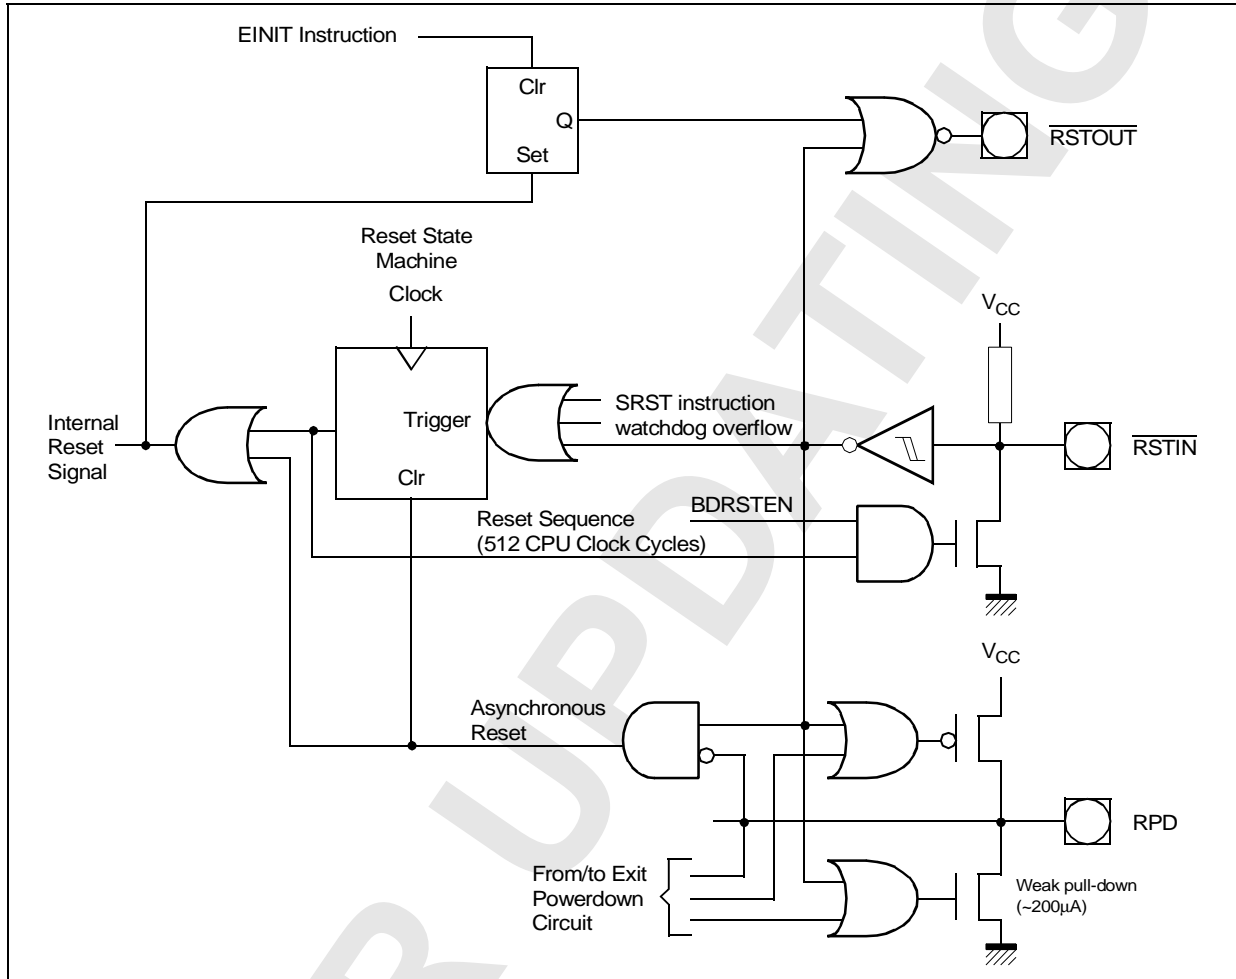 EINIT Instruction
Clr
Q
Set
RSTOUT
Reset State
Machine
Clock
VCC
Internal
Reset
Signal
Trigger
Clr
SRST instruction
watchdog overflow
RSTIN
BDRSTEN
Reset Sequence
(512 CPU Clock Cycles)
VCC
Asynchronous
Reset
RPD
From/to Exit
Powerdown
Circuit
Weak pull-down
(~200µA)
R UPDATING